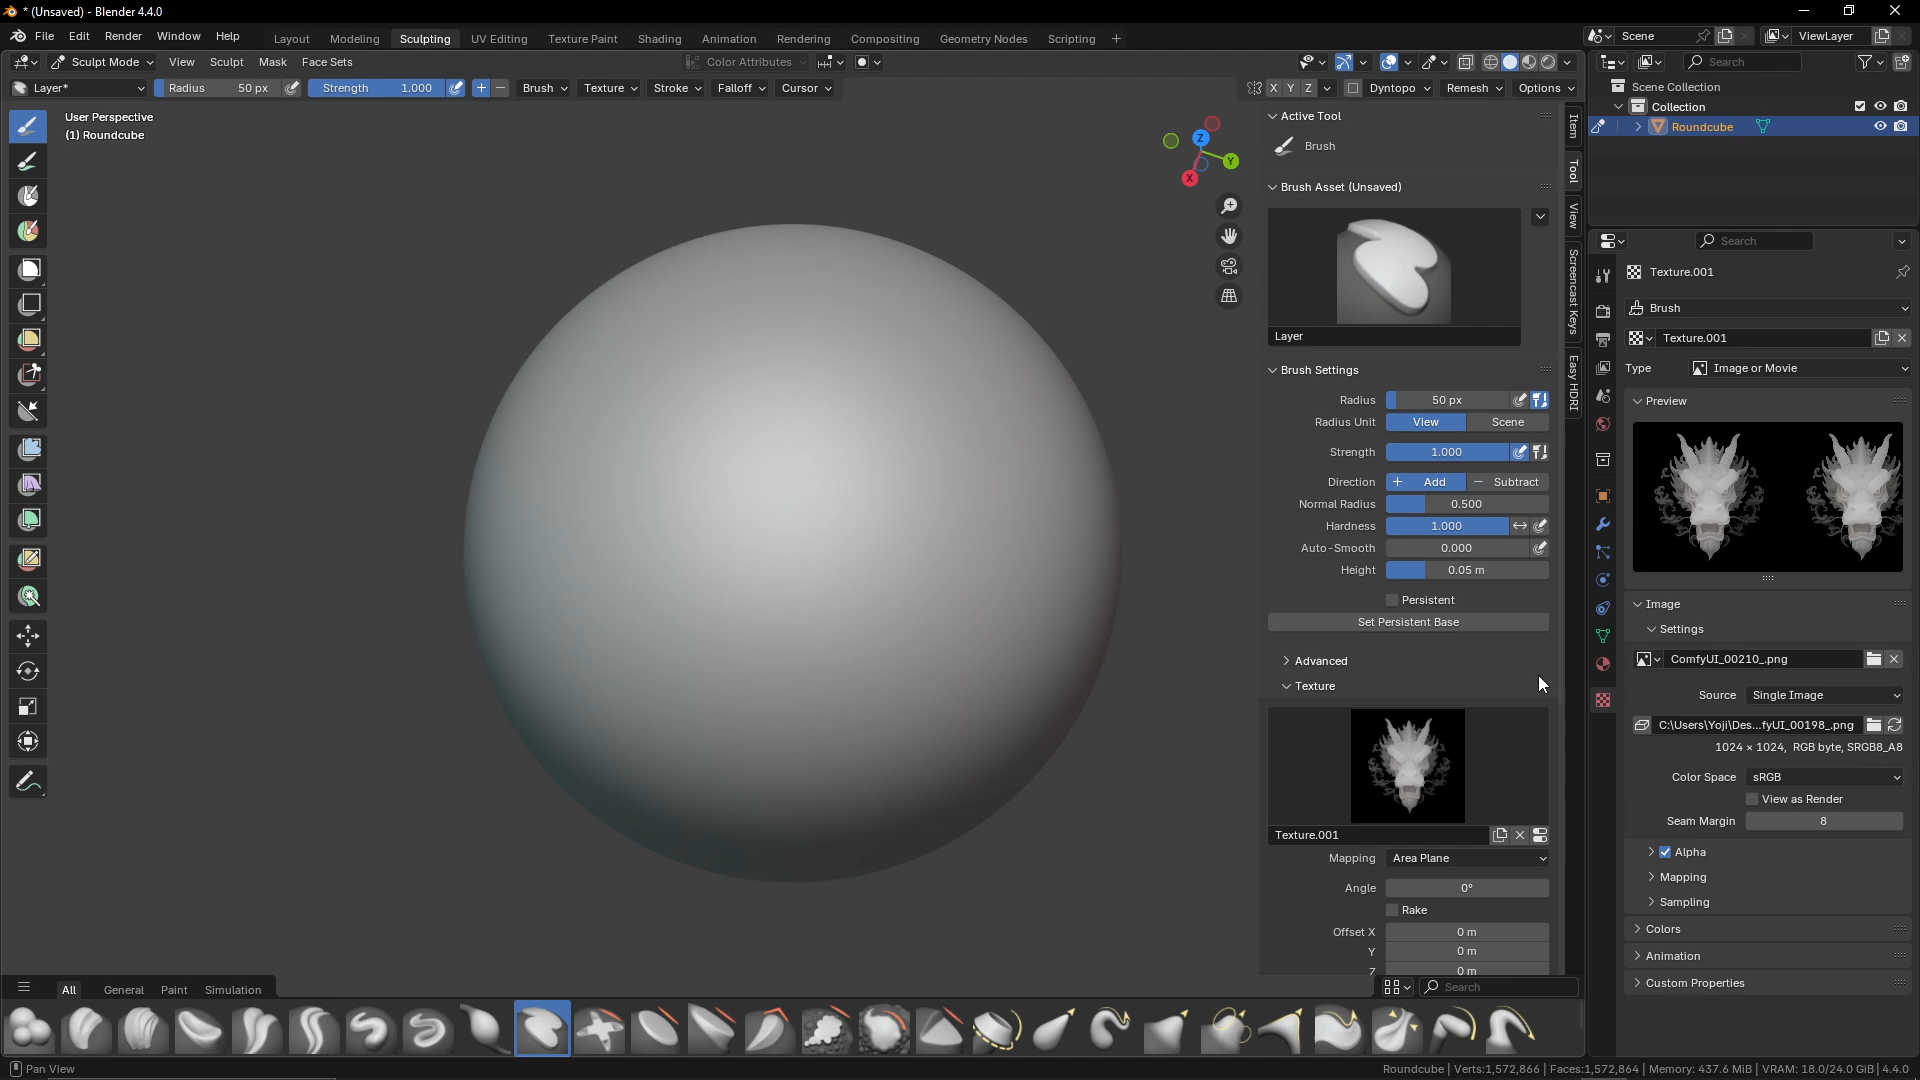 * (Unsaved) - Blender 4.4.0
File Edit Render Window Help Layout Modeling Sculpting UV Editing Texture Paint Shading Animation Rendering Compositing Geometry Nodes Scripting + Scene ViewLayer
Sculpt Mode View Sculpt Mask Face Sets Color Attributes Search
Layer* Radius 50 px Strength 1.000 + − Brush Texture Stroke Falloff Cursor X Y Z Dyntopo Remesh Options
Scene Collection
Collection
Roundcube
User Perspective
(1) Roundcube
Z
Y
X
Active Tool
Brush
Brush Asset (Unsaved)
Layer
Brush Settings
Radius 50 px
Radius Unit View Scene
Strength 1.000
Direction + Add − Subtract
Normal Radius 0.500
Hardness 1.000
Auto-Smooth 0.000
Height 0.05 m
Persistent
Set Persistent Base
Advanced
Texture
Texture.001
Mapping Area Plane
Angle 0°
Rake
Offset X 0 m
Y 0 m
Z 0 m
Item
Tool
View
Screencast Keys
Easy HDRI
Search
Texture.001
Brush
Texture.001
Type Image or Movie
Preview
Image
Settings
ComfyUI_00210_.png
Source Single Image
C:\Users\Yoji\Des...fyUI_00198_.png
1024 × 1024, RGB byte, SRGB8_A8
Color Space sRGB
View as Render
Seam Margin 8
Alpha
Mapping
Sampling
Colors
Animation
Custom Properties
All General Paint Simulation Search
Pan View
Roundcube | Verts:1,572,866 | Faces:1,572,864 | Memory: 437.6 MiB | VRAM: 18.0/24.0 GiB | 4.4.0